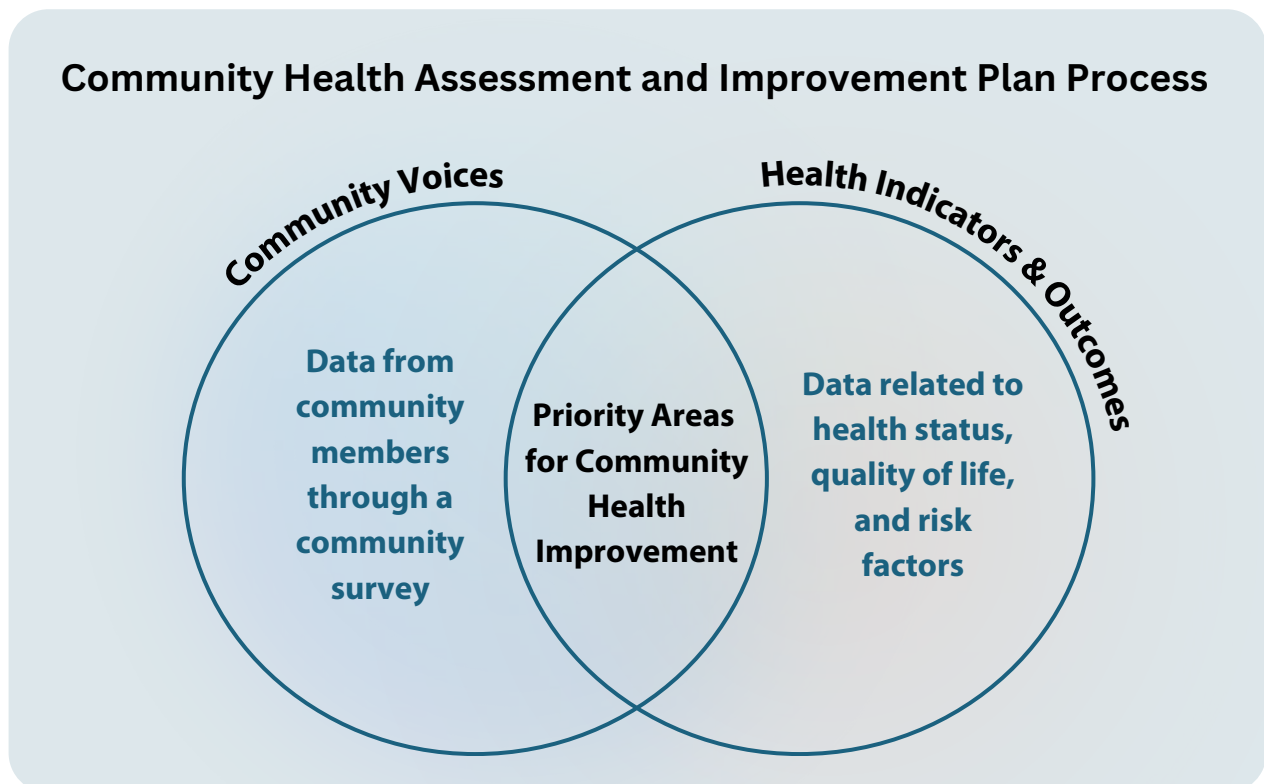 Community Health Assessment and Improvement Plan Process
Community Voices
Health Indicators & Outcomes
Data from
community
members
through a
community
survey
Priority Areas
for Community
Health
Improvement
Data related to
health status,
quality of life,
and risk
factors